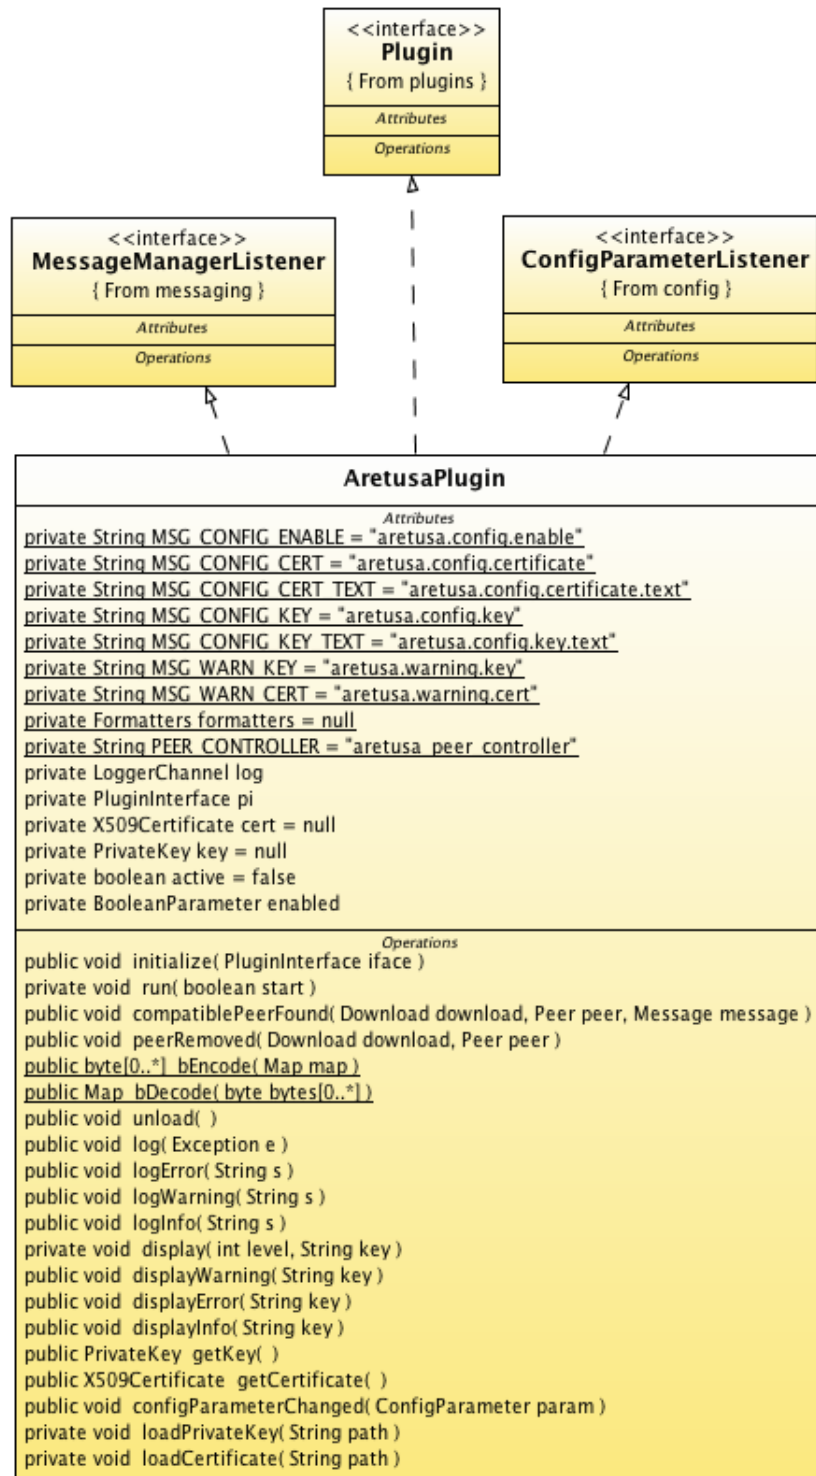 <<interface>>
Plugin
{ From plugins }
Attributes
Operations
<<interface>>
MessageManagerListener
{ From messaging }
Attributes
Operations
<<interface>>
ConfigParameterListener
{ From config }
Attributes
Operations
AretusaPlugin
Attributes
private String MSG_CONFIG_ENABLE = "aretusa.config.enable"
private String MSG_CONFIG_CERT = "aretusa.config.certificate"
private String MSG_CONFIG_CERT_TEXT = "aretusa.config.certificate.text"
private String MSG_CONFIG_KEY = "aretusa.config.key"
private String MSG_CONFIG_KEY_TEXT = "aretusa.config.key.text"
private String MSG_WARN_KEY = "aretusa.warning.key"
private String MSG_WARN_CERT = "aretusa.warning.cert"
private Formatters formatters = null
private String PEER_CONTROLLER = "aretusa_peer_controller"
private LoggerChannel log
private PluginInterface pi
private X509Certificate cert = null
private PrivateKey key = null
private boolean active = false
private BooleanParameter enabled
Operations
public void initialize( PluginInterface iface )
private void run( boolean start )
public void compatiblePeerFound( Download download, Peer peer, Message message )
public void peerRemoved( Download download, Peer peer )
public byte[0..*] bEncode( Map map )
public Map bDecode( byte bytes[0..*] )
public void unload( )
public void log( Exception e )
public void logError( String s )
public void logWarning( String s )
public void logInfo( String s )
private void display( int level, String key )
public void displayWarning( String key )
public void displayError( String key )
public void displayInfo( String key )
public PrivateKey getKey( )
public X509Certificate getCertificate( )
public void configParameterChanged( ConfigParameter param )
private void loadPrivateKey( String path )
private void loadCertificate( String path )